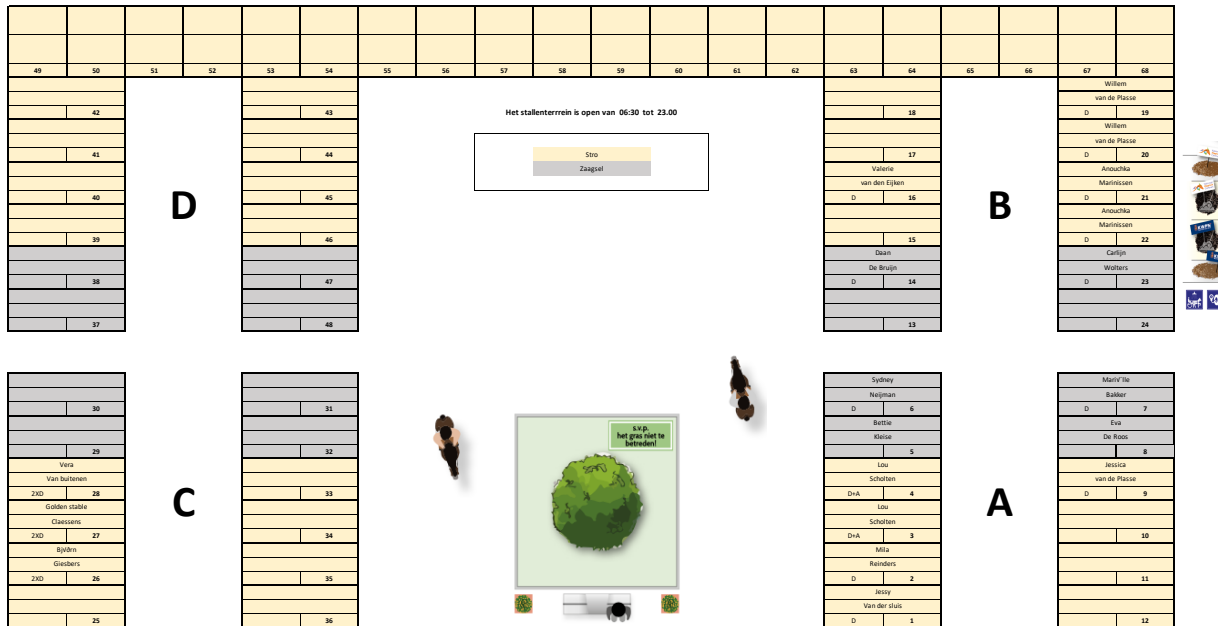 49 50 51 52 53 54 55 56 57 58 59 60 61 62 63 64 65 66 67 68
Het stallenterrrein is open van 06:30 tot 23.00
Stro
Zaagsel
D
42
41
40
39
38
37
43
44
45
46
47
48
B
18
17
Valerie
van den Eijken
D 16
15
Daan
De Bruijn
D 14
13
Willem
van de Plasse
D 19
Willem
van de Plasse
D 20
Anouchka
Marinissen
D 21
Anouchka
Marinissen
D 22
Carlijn
Wolters
D 23
24
C
30
29
Vera
Van buitenen
2XD 28
Golden stable
Claessens
2XD 27
Bjv∅rn
Giesbers
2XD 26
25
31
32
33
34
35
36
s.v.p.
het gras niet te
betreden!
A
Sydney
Neijman
D 6
Bettie
Kleise
5
Lou
Scholten
D+A 4
Lou
Scholten
D+A 3
Mila
Reinders
D 2
Jessy
Van der sluis
D 1
Bakker
D 7
Eva
De Roos
8
Jessica
van de Plasse
D 9
10
11
12